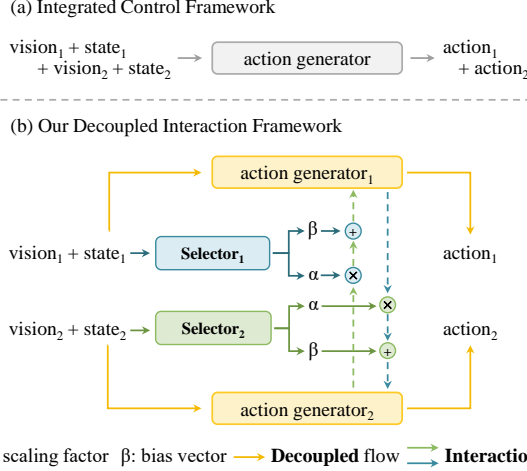 (a) Integrated Control Framework
vision₁ + state₁
+ vision₂ + state₂
action generator
action₁
+ action₂
(b) Our Decoupled Interaction Framework
action generator₁
vision₁ + state₁
Selector₁
β
+
α
×
action₁
vision₂ + state₂
Selector₂
α
×
β
+
action₂
action generator₂
scaling factor β: bias vector Decoupled flow Interactio